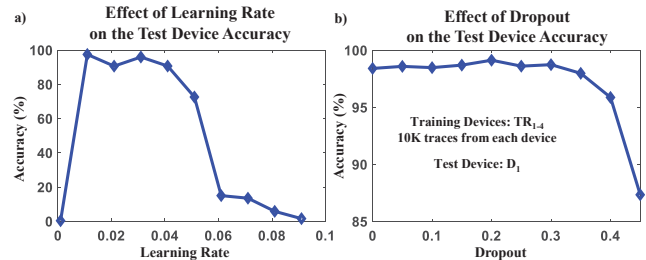 a)
Effect of Learning Rate
on the Test Device Accuracy
Accuracy (%)
100
80
60
40
20
0
0
0.02
0.04
0.06
0.08
0.1
Learning Rate
b)
Effect of Dropout
on the Test Device Accuracy
Accuracy (%)
100
95
90
85
Training Devices: TR1-4
10K traces from each device
Test Device: D1
0
0.1
0.2
0.3
0.4
Dropout